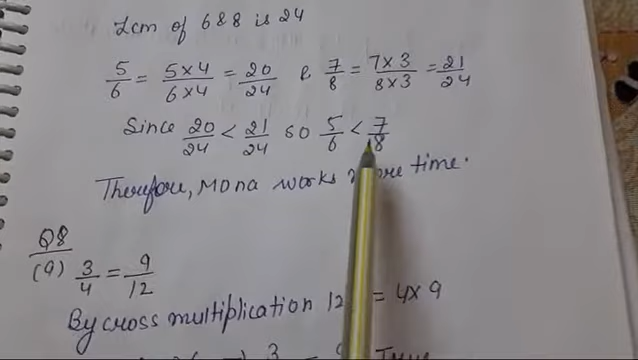 Lcm of 6 & 8 is 24
5/6 = 5×4/6×4 = 20/24 & 7/8 = 7×3/8×3 = 21/24
Since 20/24 < 21/24 so 5/6 < 7/8
Therefore, Mona works time.
Q8
(9) 3/4 = 9/12
By cross multiplication 12 = 4×9
3